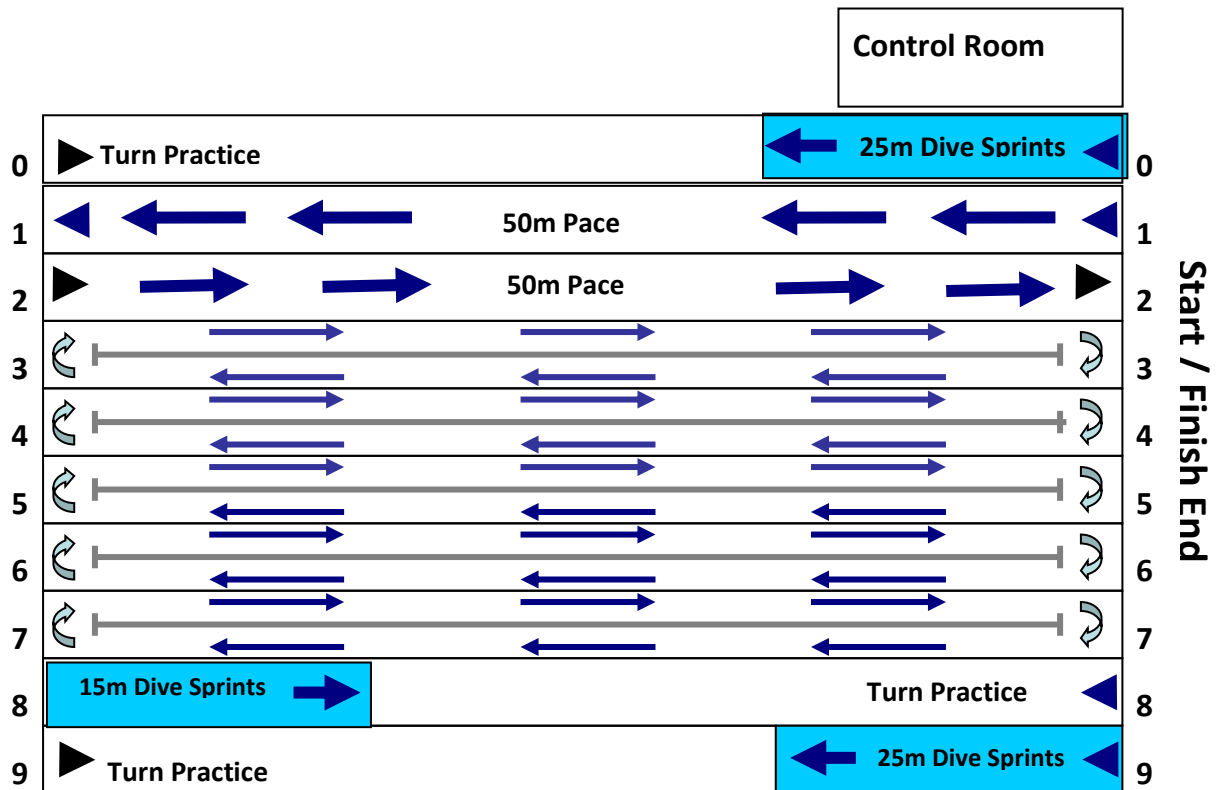 Control Room
0 Turn Practice 25m Dive Sprints 0
1 50m Pace 1
2 50m Pace 2
3 3
4 4
5 5
6 6
7 7
8 15m Dive Sprints Turn Practice 8
9 Turn Practice 25m Dive Sprints 9
Start / Finish End